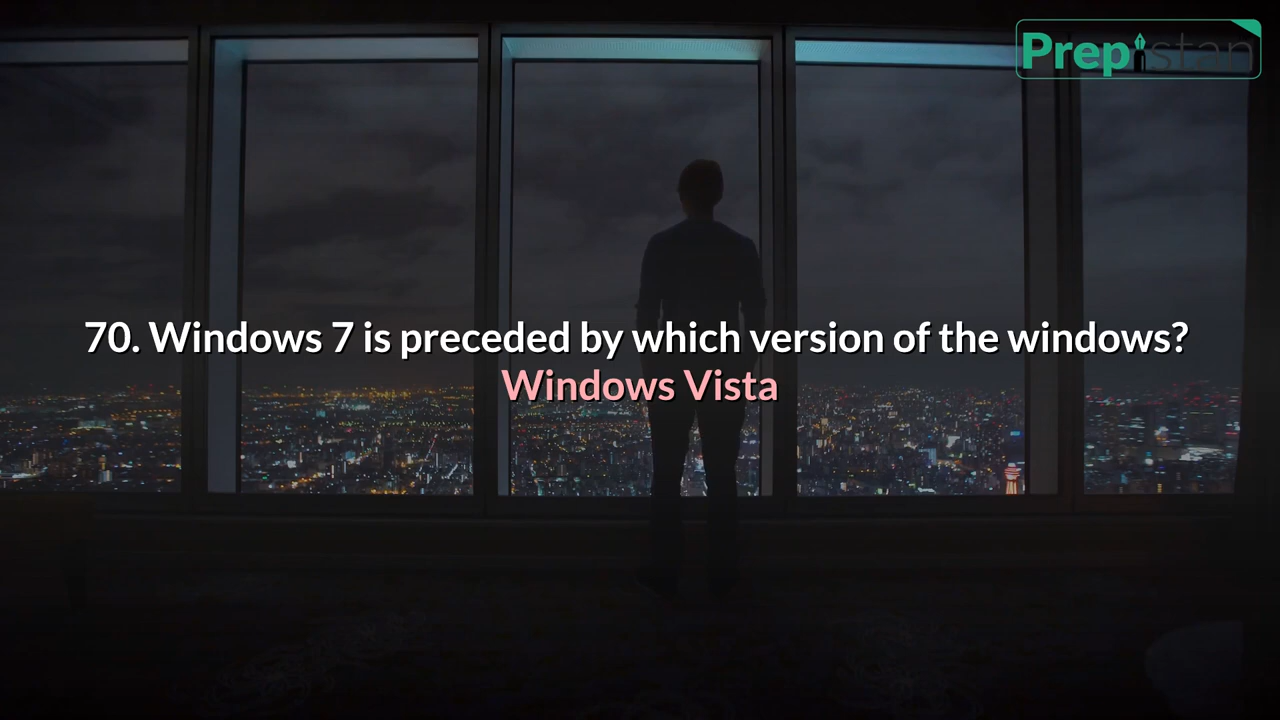 Prepistan
70. Windows 7 is preceded by which version of the windows?
Windows Vista